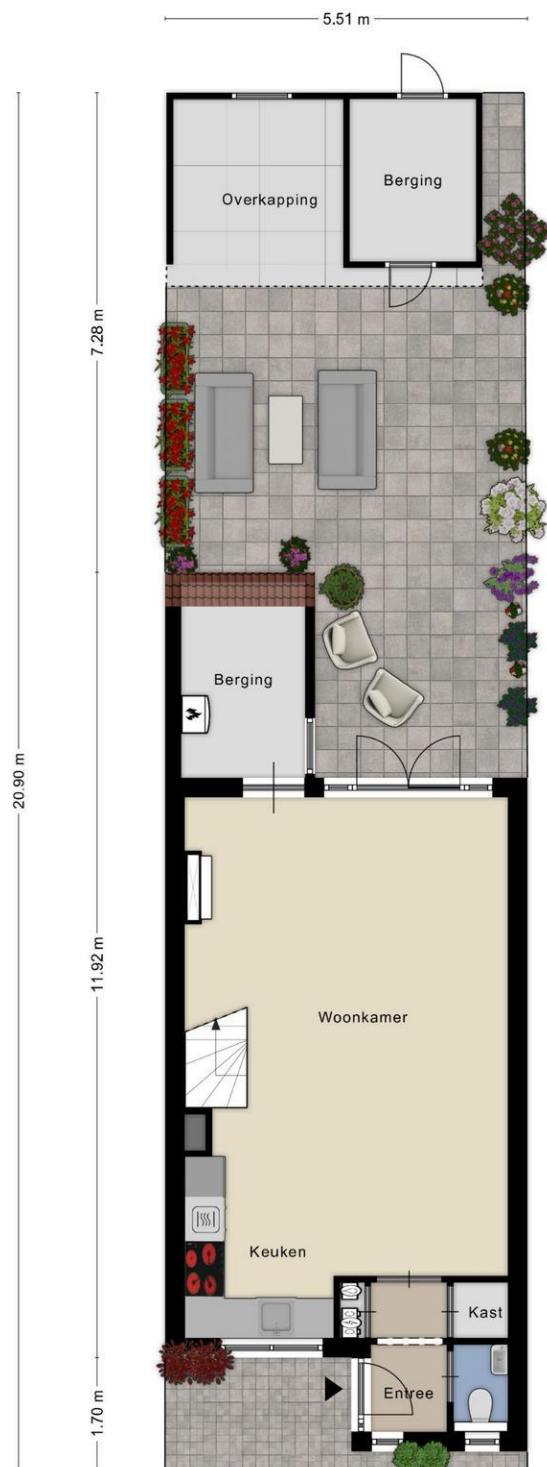 5.51 m
Berging
Overkapping
7.28 m
Berging
20.90 m
11.92 m
Woonkamer
Keuken
Kast
Entree
1.70 m